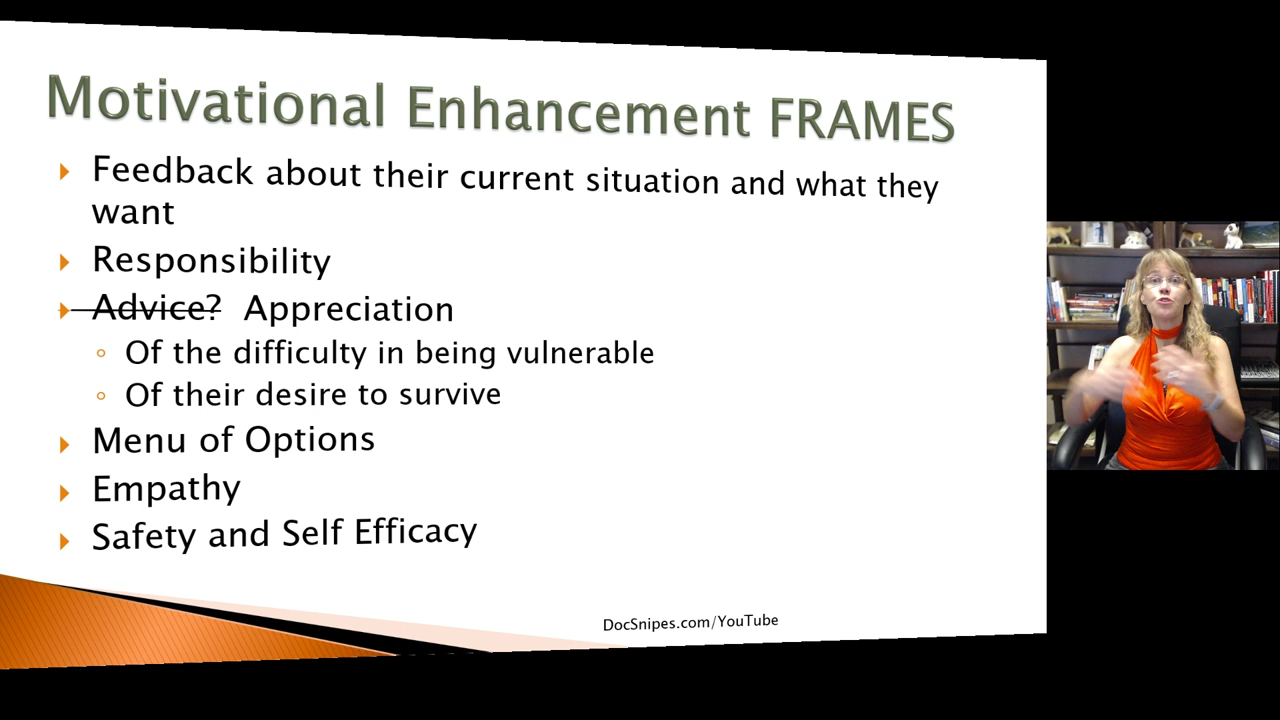 Motivational Enhancement FRAMES
Feedback about their current situation and what they
want
Responsibility
Advice? Appreciation
Of the difficulty in being vulnerable
Of their desire to survive
Menu of Options
Empathy
Safety and Self Efficacy
DocSnipes.com/YouTube